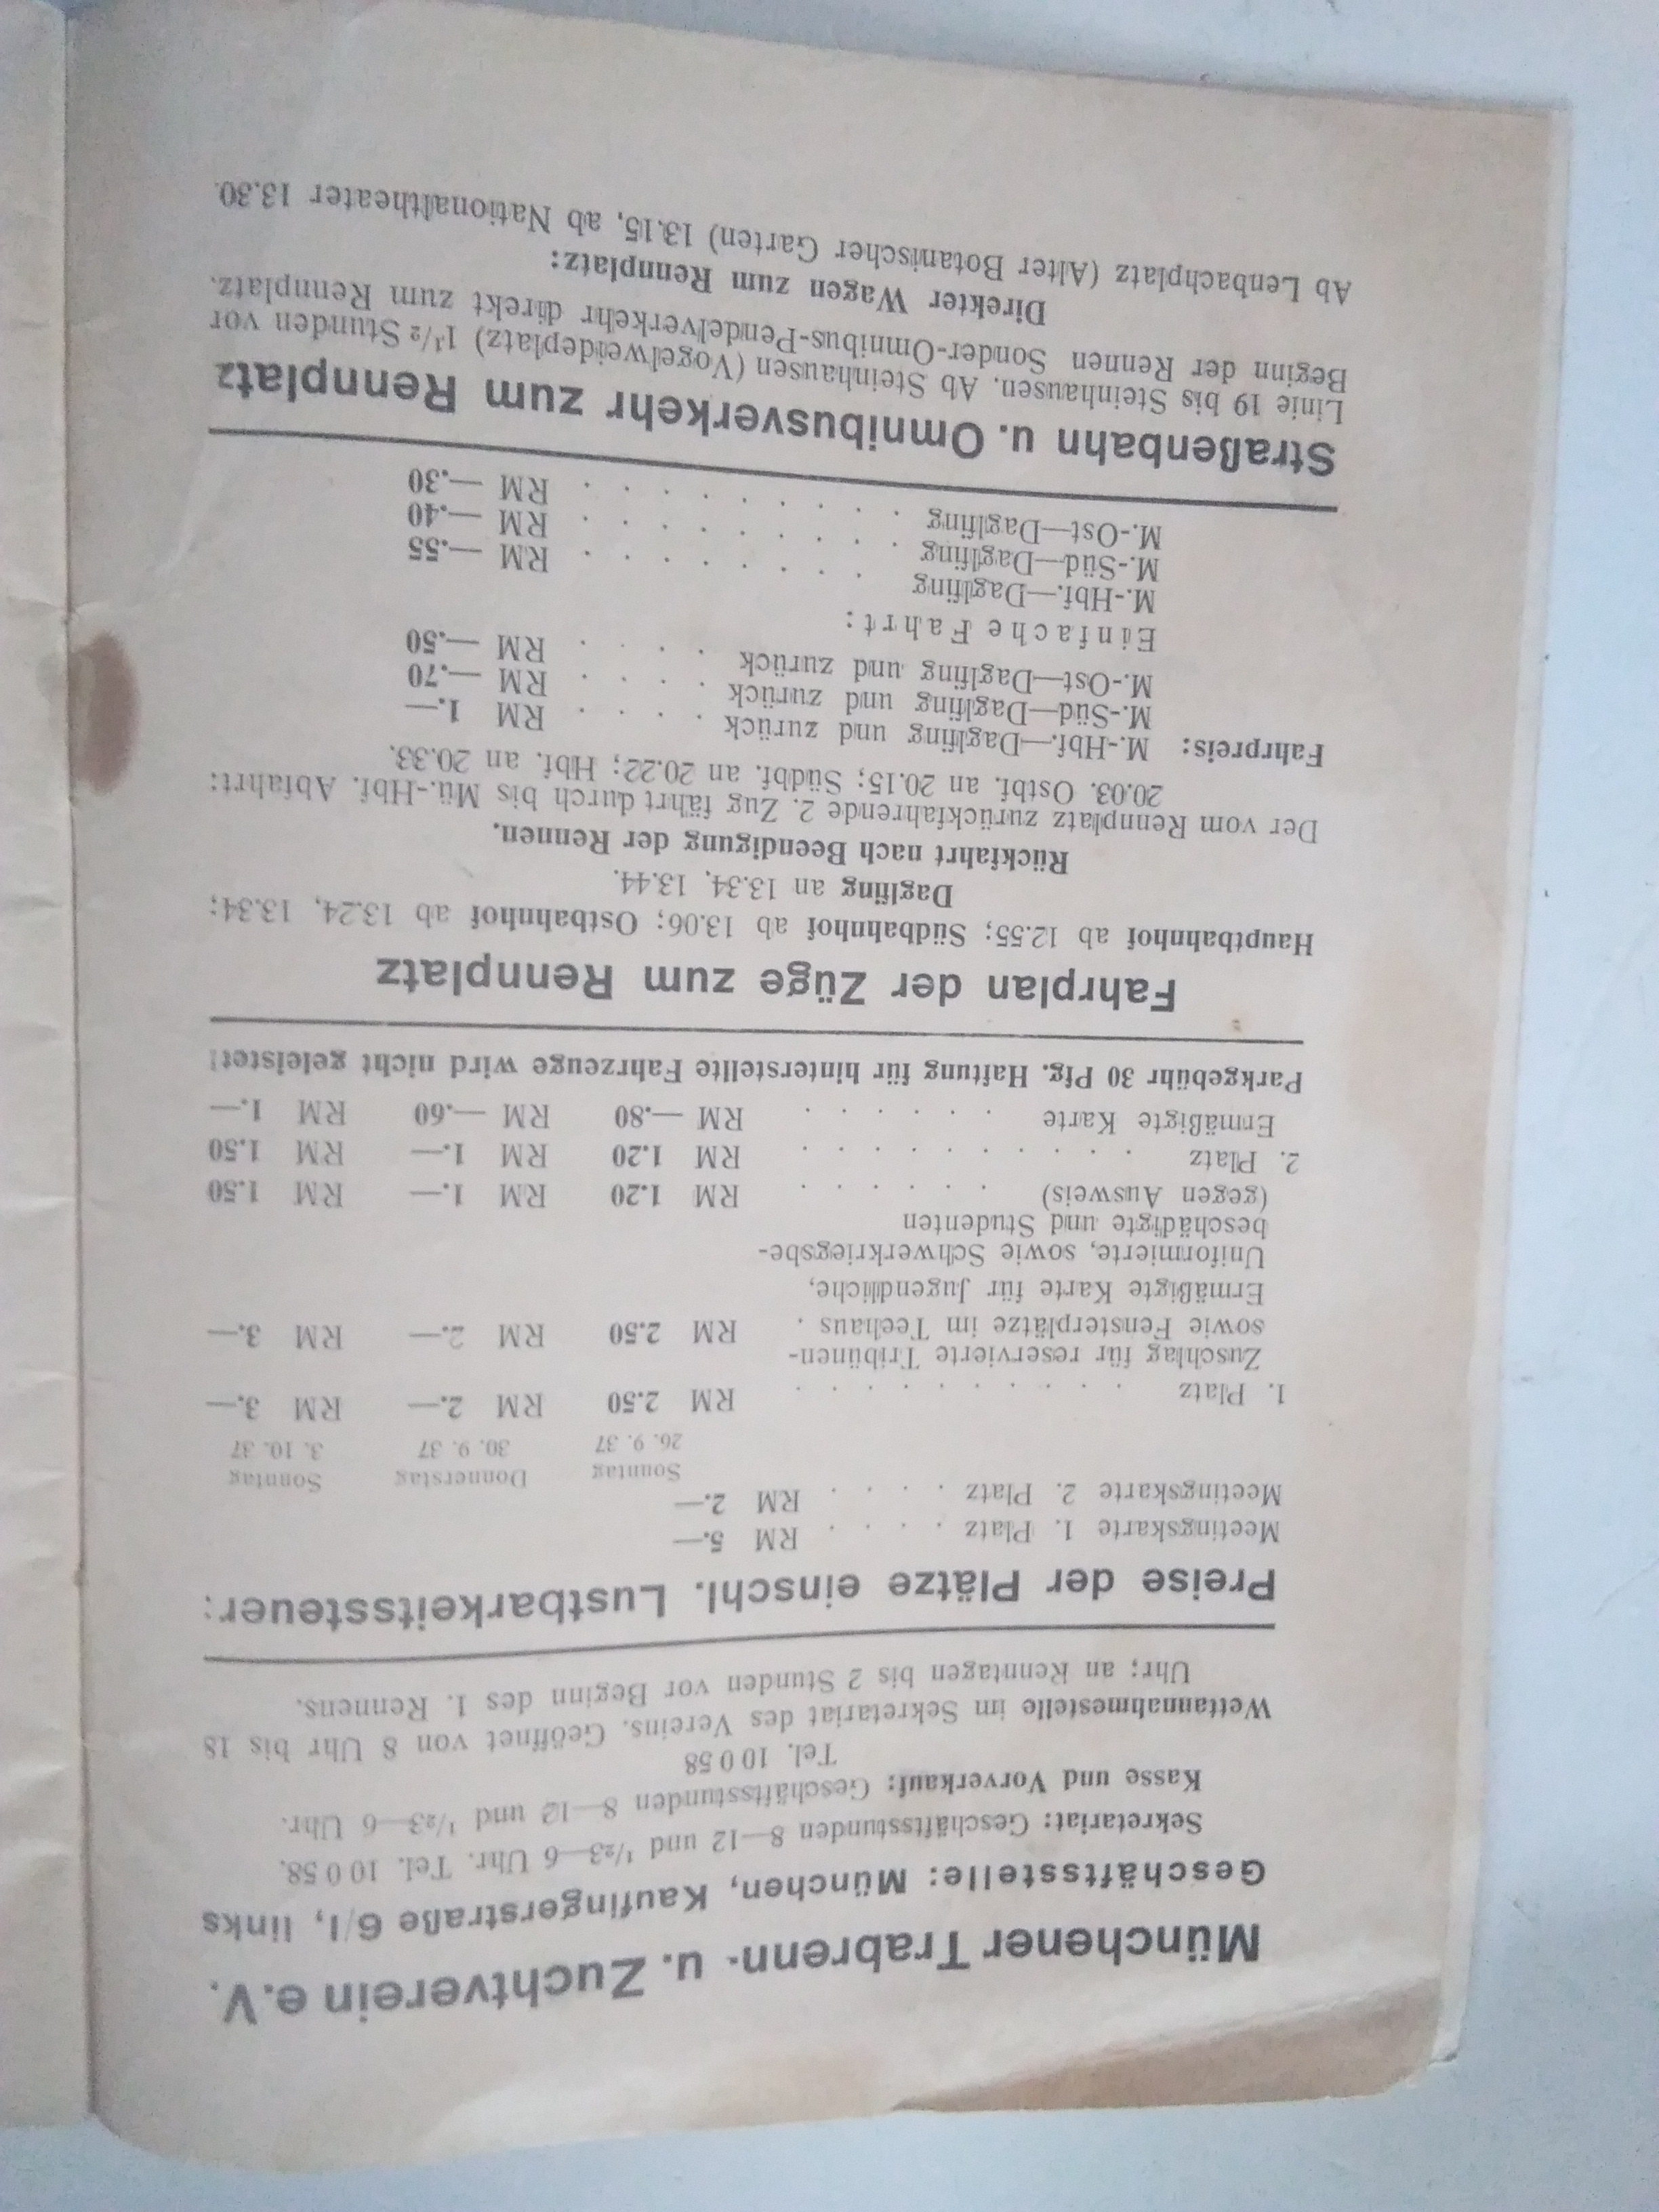 Münchener Trabrenn- u. Zuchtverein e.V.
Geschäftsstelle: München, Kaufingerstraße 6/I, links
Sekretariat: Geschäftsstunden 8—12 und ½3—6 Uhr. Tel. 10 0 58.
Kasse und Vorverkauf: Geschäftsstunden 8—12 und ½3—6 Uhr.
Tel. 10 0 58
Wettannahmestelle im Sekretariat des Vereins. Geöffnet von 8 Uhr bis 18
Uhr; an Renntagen bis 2 Stunden vor Beginn des 1. Rennens.
Preise der Plätze einschl. Lustbarkeitssteuer:
Meetingskarte 1. Platz . . . . RM 5.—
Meetingskarte 2. Platz . . . . RM 2.—
Sonntag Donnerstag Sonntag
26. 9. 37 30. 9. 37 3. 10. 37
1. Platz . . . . . . . . . RM 2.50 RM 2.— RM 3.—
Zuschlag für reservierte Tribünen-
sowie Fensterplätze im Teehaus . RM 2.50 RM 2.— RM 3.—
Ermäßigte Karte für Jugendliche,
Uniformierte, sowie Schwerkriegsbe-
beschädigte und Studenten
(gegen Ausweis) . . . . . . RM 1.20 RM 1.— RM 1.50
2. Platz . . . . . . . . . RM 1.20 RM 1.— RM 1.50
Ermäßigte Karte . . . . . . RM —.80 RM —.60 RM 1.—
Parkgebühr 30 Pfg. Haftung für hinterstellte Fahrzeuge wird nicht geleistet!
Fahrplan der Züge zum Rennplatz
Hauptbahnhof ab 12.55; Südbahnhof ab 13.06; Ostbahnhof ab 13.24, 13.34;
Daglfing an 13.34, 13.44.
Rückfahrt nach Beendigung der Rennen.
Der vom Rennplatz zurückfahrende 2. Zug fährt durch bis Mü.-Hbf. Abfahrt:
20.03. Ostbf. an 20.15; Südbf. an 20.22; Hbf. an 20.33.
Fahrpreis: M.-Hbf.—Daglfing und zurück . . . . RM 1.—
M.-Süd—Daglfing und zurück . . . . RM —.70
M.-Ost—Daglfing und zurück . . . . RM —.50
Einfache Fahrt:
M.-Hbf.—Daglfing . . . . . . . . RM —.55
M.-Süd—Daglfing . . . . . . . . RM —.40
M.-Ost—Daglfing . . . . . . . . RM —.30
Straßenbahn u. Omnibusverkehr zum Rennplatz
Linie 19 bis Steinhausen. Ab Steinhausen (Vogelweideplatz) 1½ Stunden vor
Beginn der Rennen Sonder-Omnibus-Pendelverkehr direkt zum Rennplatz.
Direkter Wagen zum Rennplatz:
Ab Lenbachplatz (Alter Botanischer Garten) 13.15, ab Nationaltheater 13.30.